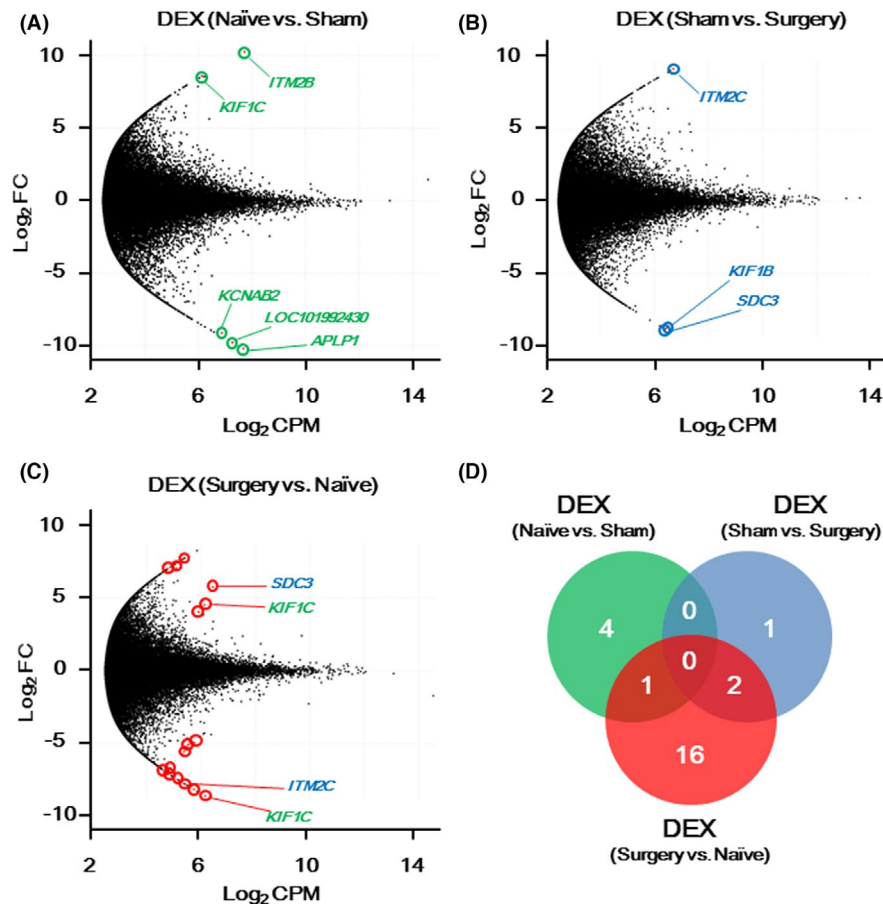 (A)
DEX (Naïve vs. Sham)
10
5
0
−5
−10
Log2 FC
ITM2B
KIF1C
KCNAB2
LOC101992430
APLP1
2 6 10 14
Log2 CPM
(B)
DEX (Sham vs. Surgery)
10
5
0
−5
−10
Log2 FC
ITM2C
KIF1B
SDC3
2 6 10 14
Log2 CPM
(C)
DEX (Surgery vs. Naïve)
10
5
0
−5
−10
Log2 FC
SDC3
KIF1C
ITM2C
KIF1C
2 6 10 14
Log2 CPM
(D)
DEX
(Naïve vs. Sham)
DEX
(Sham vs. Surgery)
4 0 1
0
1 2
16
DEX
(Surgery vs. Naïve)